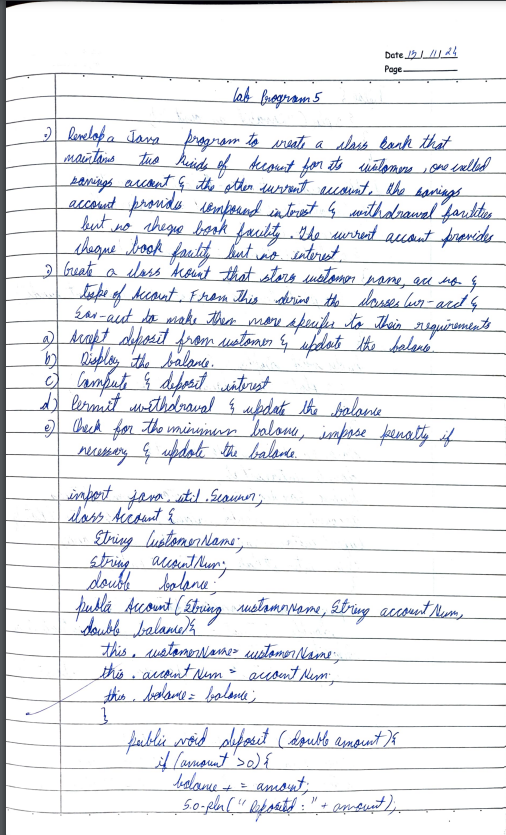 Date 13/11/24
Page
Lab Program 5
Develop a Java program to create a class Bank that
maintains two kinds of Account for its customers, one called
savings account & the other current account. The savings
account provides compound interest & withdrawal facilities
but no cheque book facility. The current account provides
cheque book facility but no interest.
Create a class Account that stores customer name, acc no &
type of Account. From this derive the classes Cur-acct &
Sav-acct to make them more specific to their requirements
a) Accept deposit from customer & update the balance.
b) Display the balance.
c) Compute & deposit interest
d) Permit withdrawal & update the balance
e) Check for the minimum balance, impose penalty if
necessary & update the balance.
import java.util.Scanner;
class Account {
String CustomerName;
String accountNum;
double balance;
public Account (String customerName, String accountNum,
double balance){
this.customerName = customerName;
this.accountNum = accountNum;
this.balance = balance;
}
public void deposit (double amount){
if (amount >0){
balance += amount;
S.o.pln("Deposited:" + amount);